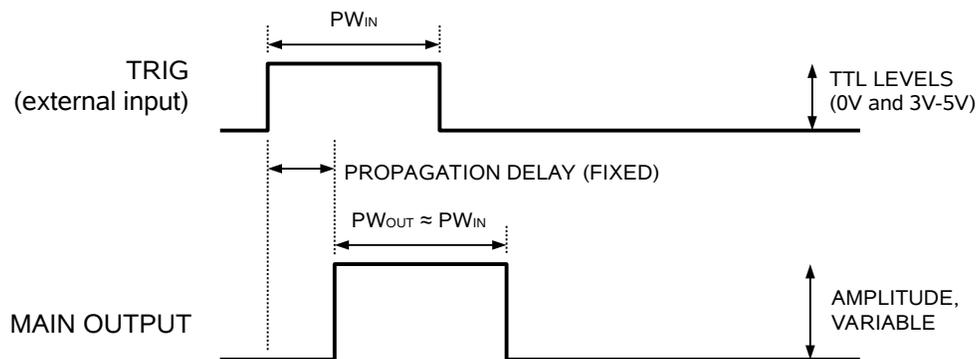 PWIN
TRIG
(external input)
TTL LEVELS
(0V and 3V-5V)
PROPAGATION DELAY (FIXED)
PWOUT ≈ PWIN
MAIN OUTPUT
AMPLITUDE,
VARIABLE